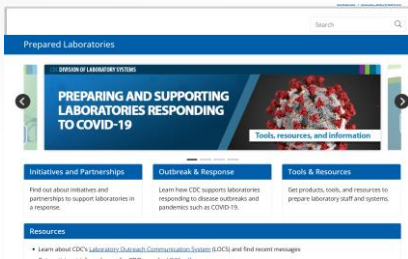 Search
Prepared Laboratories
CDC DIVISION OF LABORATORY SYSTEMS
PREPARING AND SUPPORTING
LABORATORIES RESPONDING
TO COVID-19
Tools, resources, and information
Initiatives and Partnerships
Find out about initiatives and
partnerships to support laboratories in
a response.
Outbreak & Response
Learn how CDC supports laboratories
responding to disease outbreaks and
pandemics such as COVID-19.
Tools & Resources
Get products, tools, and resources to
prepare laboratory staff and systems.
Resources
• Learn about CDC's Laboratory Outreach Communication System (LOCS) and find recent messages